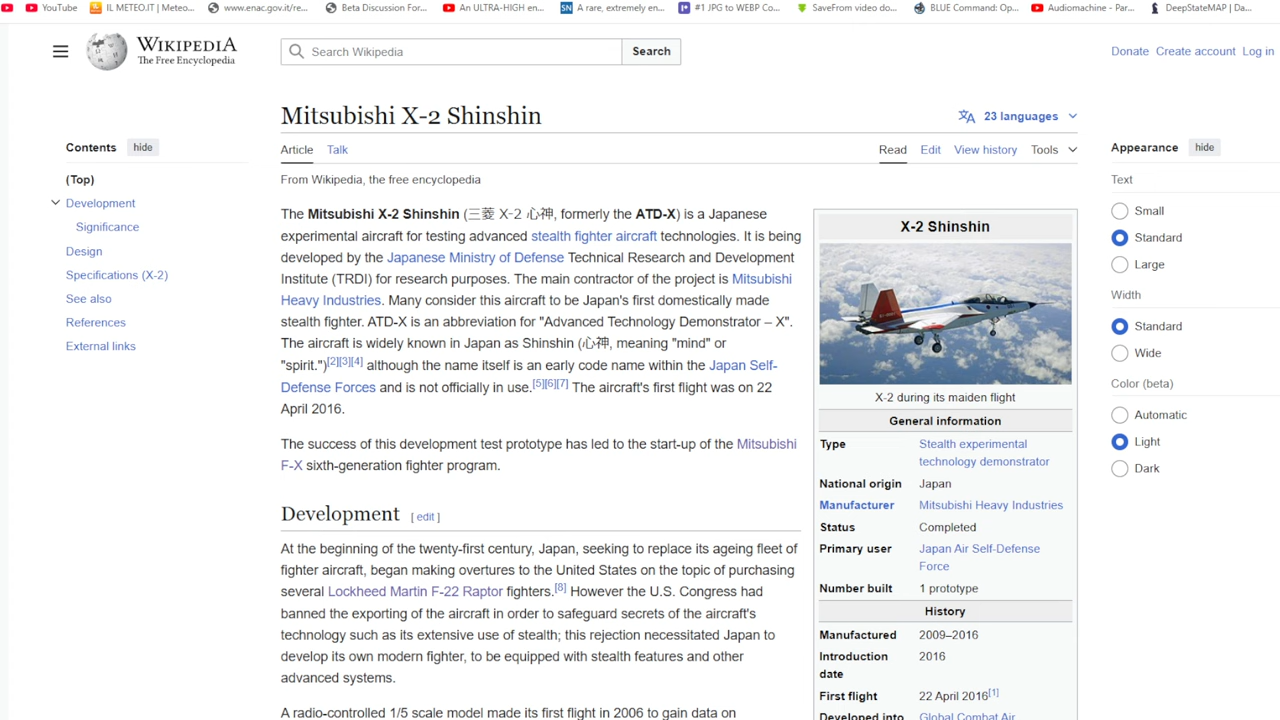 YouTube IL METEO.IT | Meteo... www.enac.gov.it/re... Beta Discussion For... An ULTRA-HIGH en... A rare, extremely en... #1 JPG to WEBP Co... SaveFrom video do... BLUE Command: Op... Audiomachine - Par... DeepStateMAP | Da...
WIKIPEDIA
The Free Encyclopedia
Search Wikipedia
Search
Donate Create account Log in
Contents hide
(Top)
Development
Significance
Design
Specifications (X-2)
See also
References
External links
Mitsubishi X-2 Shinshin
23 languages
Article Talk
Read Edit View history Tools
From Wikipedia, the free encyclopedia
The Mitsubishi X-2 Shinshin (三菱 X-2 心神, formerly the ATD-X) is a Japanese
experimental aircraft for testing advanced stealth fighter aircraft technologies. It is being
developed by the Japanese Ministry of Defense Technical Research and Development
Institute (TRDI) for research purposes. The main contractor of the project is Mitsubishi
Heavy Industries. Many consider this aircraft to be Japan's first domestically made
stealth fighter. ATD-X is an abbreviation for "Advanced Technology Demonstrator – X".
The aircraft is widely known in Japan as Shinshin (心神, meaning "mind" or
"spirit.")[2][3][4] although the name itself is an early code name within the Japan Self-
Defense Forces and is not officially in use.[5][6][7] The aircraft's first flight was on 22
April 2016.
The success of this development test prototype has led to the start-up of the Mitsubishi
F-X sixth-generation fighter program.
Development [ edit ]
At the beginning of the twenty-first century, Japan, seeking to replace its ageing fleet of
fighter aircraft, began making overtures to the United States on the topic of purchasing
several Lockheed Martin F-22 Raptor fighters.[8] However the U.S. Congress had
banned the exporting of the aircraft in order to safeguard secrets of the aircraft's
technology such as its extensive use of stealth; this rejection necessitated Japan to
develop its own modern fighter, to be equipped with stealth features and other
advanced systems.
A radio-controlled 1/5 scale model made its first flight in 2006 to gain data on
X-2 Shinshin
X-2 during its maiden flight
General information
Type Stealth experimental
technology demonstrator
National origin Japan
Manufacturer Mitsubishi Heavy Industries
Status Completed
Primary user Japan Air Self-Defense
Force
Number built 1 prototype
History
Manufactured 2009–2016
Introduction 2016
date
First flight 22 April 2016[1]
Developed into Global Combat Air
Appearance hide
Text
Small
Standard
Large
Width
Standard
Wide
Color (beta)
Automatic
Light
Dark